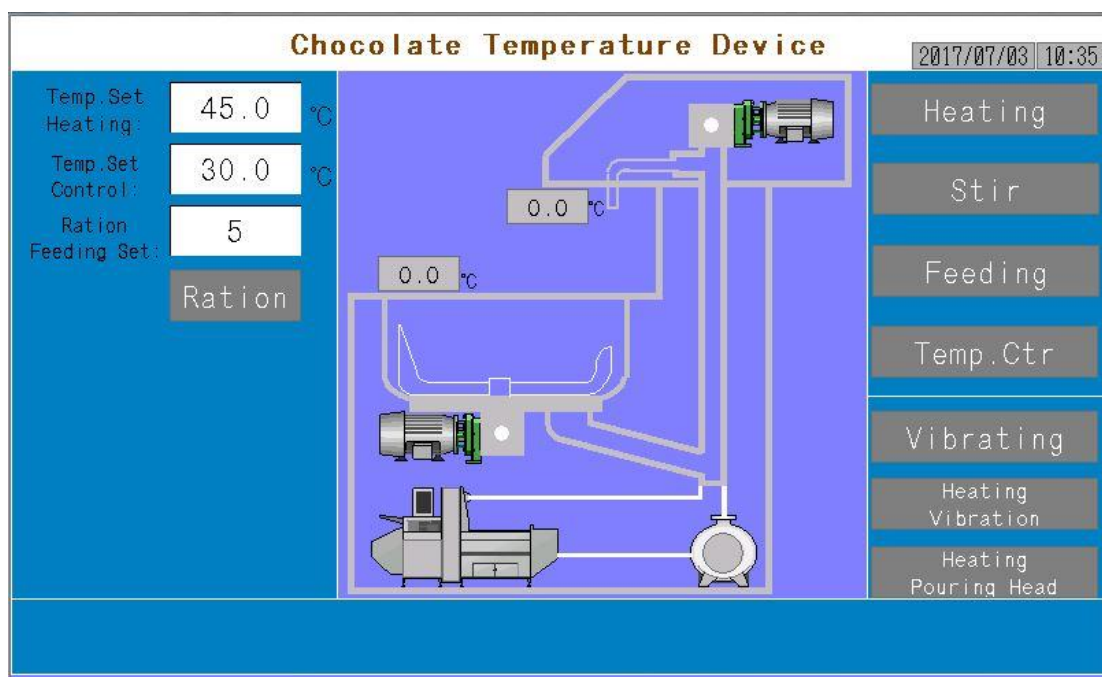 Chocolate Temperature Device
2017/07/03 10:35
Temp.Set
Heating:
45.0 °C
Temp.Set
Control:
30.0 °C
Ration
Feeding Set:
5
Ration
0.0 °C
0.0 °C
Heating
Stir
Feeding
Temp.Ctr
Vibrating
Heating
Vibration
Heating
Pouring Head